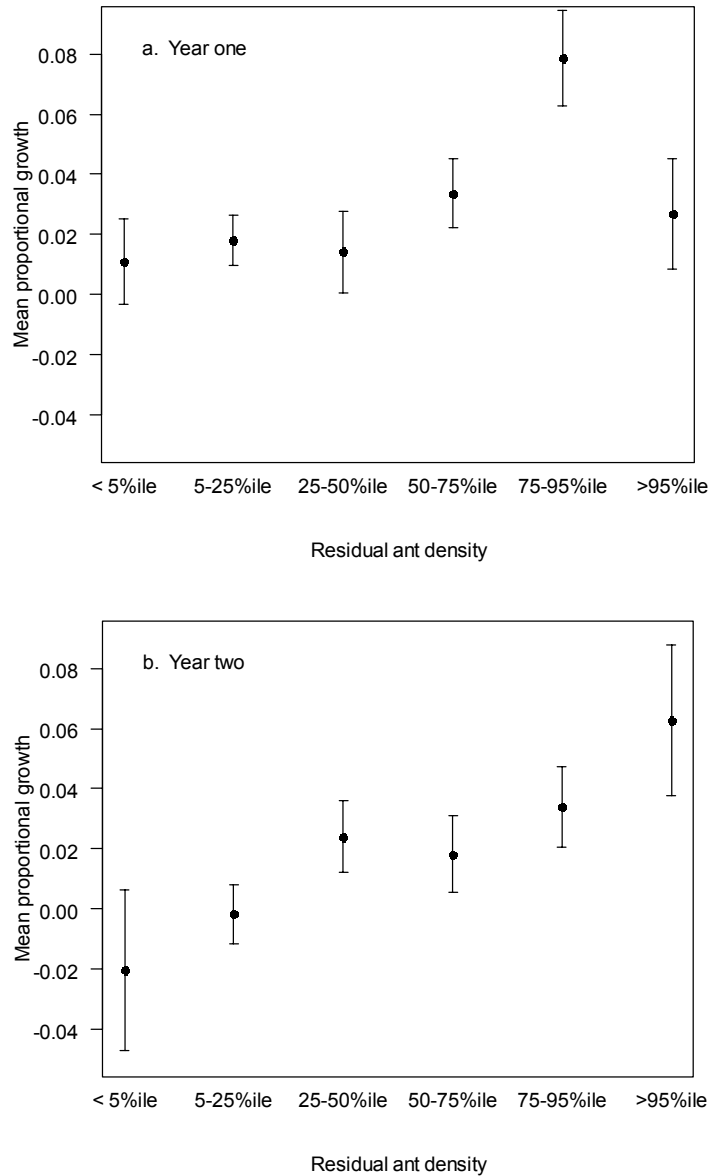 a. Year one
Mean proportional growth
0.08
0.06
0.04
0.02
0.00
-0.02
-0.04
< 5%ile 5-25%ile 25-50%ile 50-75%ile 75-95%ile >95%ile
Residual ant density
b. Year two
Mean proportional growth
0.08
0.06
0.04
0.02
0.00
-0.02
-0.04
< 5%ile 5-25%ile 25-50%ile 50-75%ile 75-95%ile >95%ile
Residual ant density